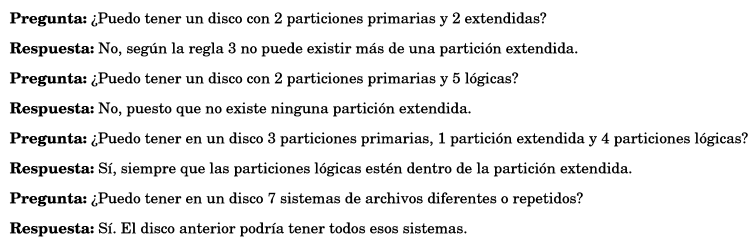 Pregunta: ¿Puedo tener un disco con 2 particiones primarias y 2 extendidas?
Respuesta: No, según la regla 3 no puede existir más de una partición extendida.
Pregunta: ¿Puedo tener un disco con 2 particiones primarias y 5 lógicas?
Respuesta: No, puesto que no existe ninguna partición extendida.
Pregunta: ¿Puedo tener en un disco 3 particiones primarias, 1 partición extendida y 4 particiones lógicas?
Respuesta: Sí, siempre que las particiones lógicas estén dentro de la partición extendida.
Pregunta: ¿Puedo tener en un disco 7 sistemas de archivos diferentes o repetidos?
Respuesta: Sí. El disco anterior podría tener todos esos sistemas.